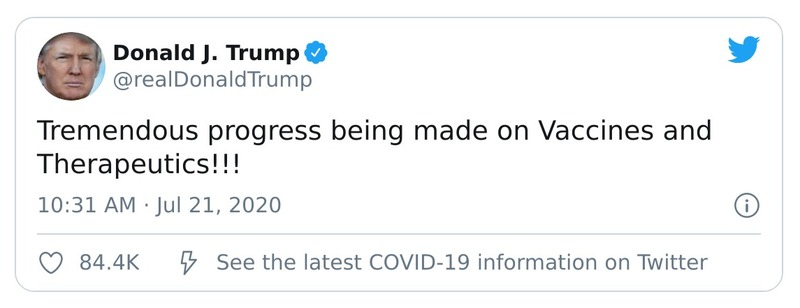 Donald J. Trump
@realDonaldTrump
Tremendous progress being made on Vaccines and
Therapeutics!!!
10:31 AM · Jul 21, 2020
84.4K See the latest COVID-19 information on Twitter